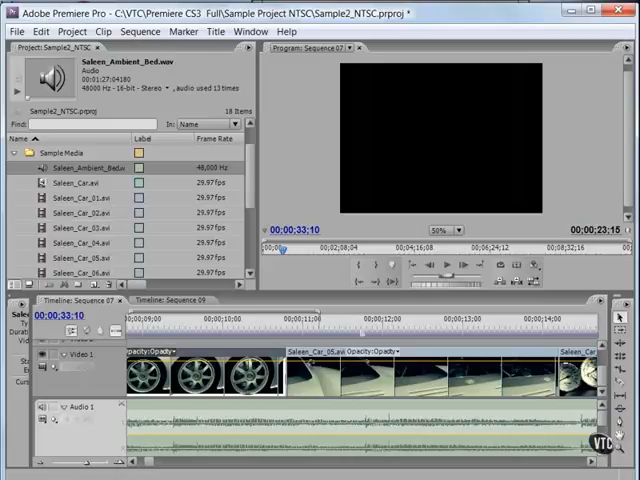 Adobe Premiere Pro - C:\VTC\Premiere CS3 Full\Sample Project NTSC\Sample2_NTSC.prproj *
File Edit Project Clip Sequence Marker Title Window Help
Project: Sample2_NTSC
Saleen_Ambient_Bed.wav
Audio
00:01:27:04180
48000 Hz - 16-bit - Stereo , audio used 13 times
Sample2_NTSC.prproj 18 Items
Find: In: Name
Name Label Frame Rate
Sample Media
Saleen_Ambient_Bed.w 48,000 Hz
Saleen_Car.avi 29.97fps
Saleen_Car_01.avi 29.97fps
Saleen_Car_02.avi 29.97fps
Saleen_Car_03.avi 29.97fps
Saleen_Car_04.avi 29.97fps
Saleen_Car_05.avi 29.97fps
Saleen_Car_06.avi 29.97fps
Program: Sequence 07
00;00;33;10 50% 00;00;23;15
00;02;08;04 00;04;16;08 00;06;24;12 00;08;32;16
Timeline: Sequence 07 Timeline: Sequence 09
00;00;33;10
00;00;09;00 00;00;10;00 00;00;11;00 00;00;12;00 00;00;13;00 00;00;14;00
Video 1
Opacity:Opacity Saleen_Car_05.avi Opacity:Opacity Saleen_Car
Audio 1
VTC